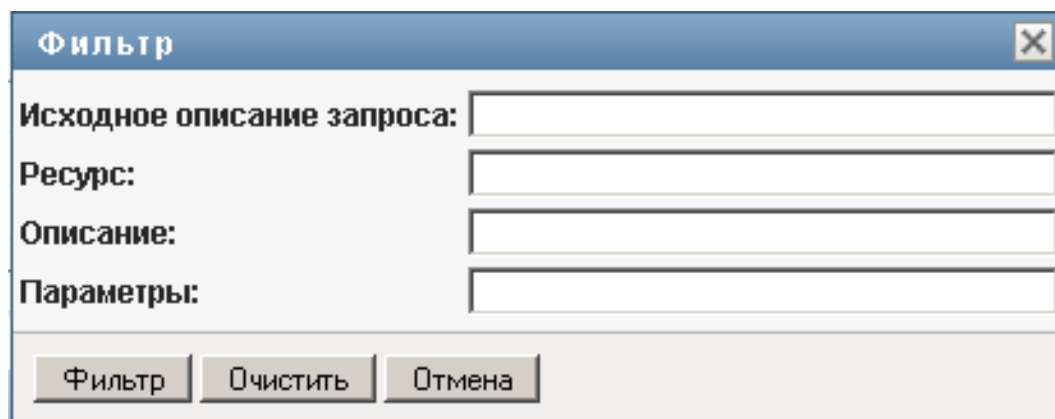 Фильтр
Исходное описание запроса:
Ресурс:
Описание:
Параметры:
Фильтр Очистить Отмена